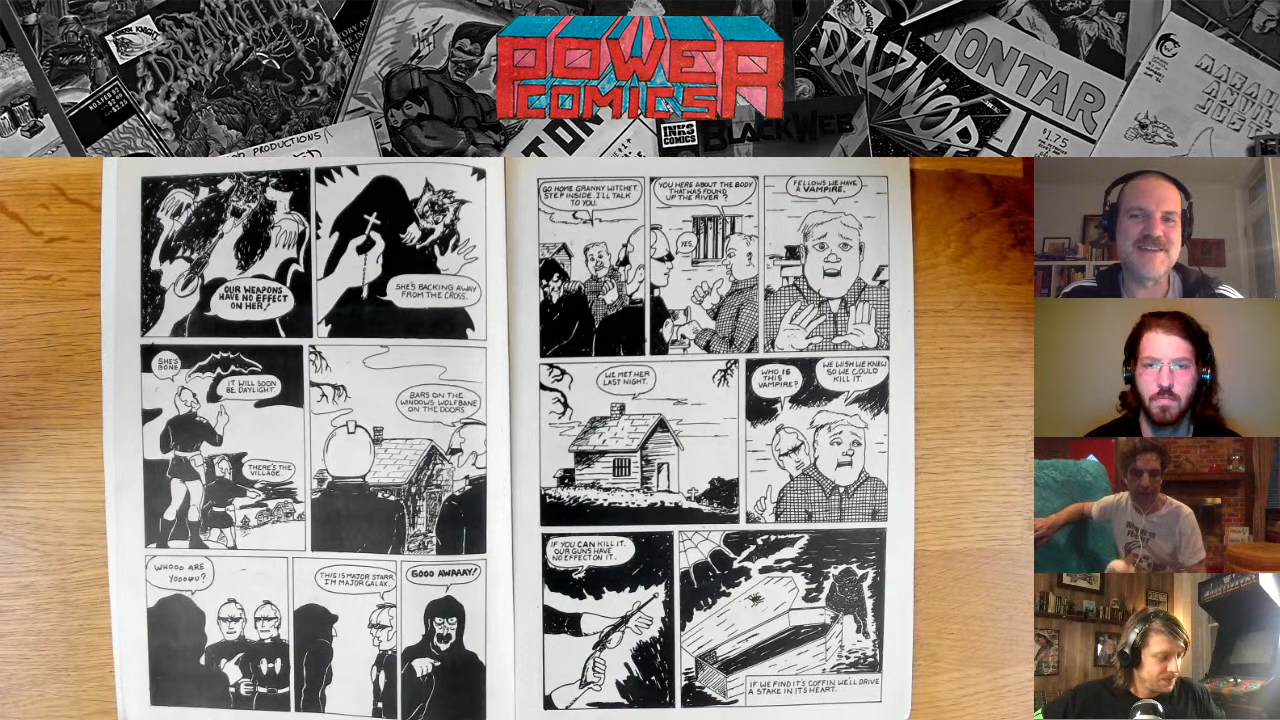 POWER
COMICS
INKS
COMICS
BLACKWEB
JONTAR
$1.75
OUR WEAPONS
HAVE NO EFFECT
ON HER!
SHE'S BACKING AWAY
FROM THE CROSS.
SHE'S
GONE
IT WILL SOON
BE DAYLIGHT.
THERE'S THE
VILLAGE.
BARS ON THE
WINDOWS WOLFBANE
ON THE DOORS
WHOOO ARE
YOOOUU?
THIS IS MAJOR STARR,
I'M MAJOR GALAX.
GOOO AWAAAY!
GO HOME GRANNY WITCHET.
STEP INSIDE. I'LL TALK
TO YOU.
YOU HERE ABOUT THE BODY
THAT WAS FOUND
UP THE RIVER?
YES.
FELLOWS WE HAVE
A VAMPIRE.
WE MET HER
LAST NIGHT.
WHO IS
THIS
VAMPIRE?
WE WISH WE KNEW
SO WE COULD
KILL IT.
IF YOU CAN KILL IT.
OUR GUNS HAVE
NO EFFECT ON IT.
IF WE FIND IT'S COFFIN WE'LL DRIVE
A STAKE IN ITS HEART.